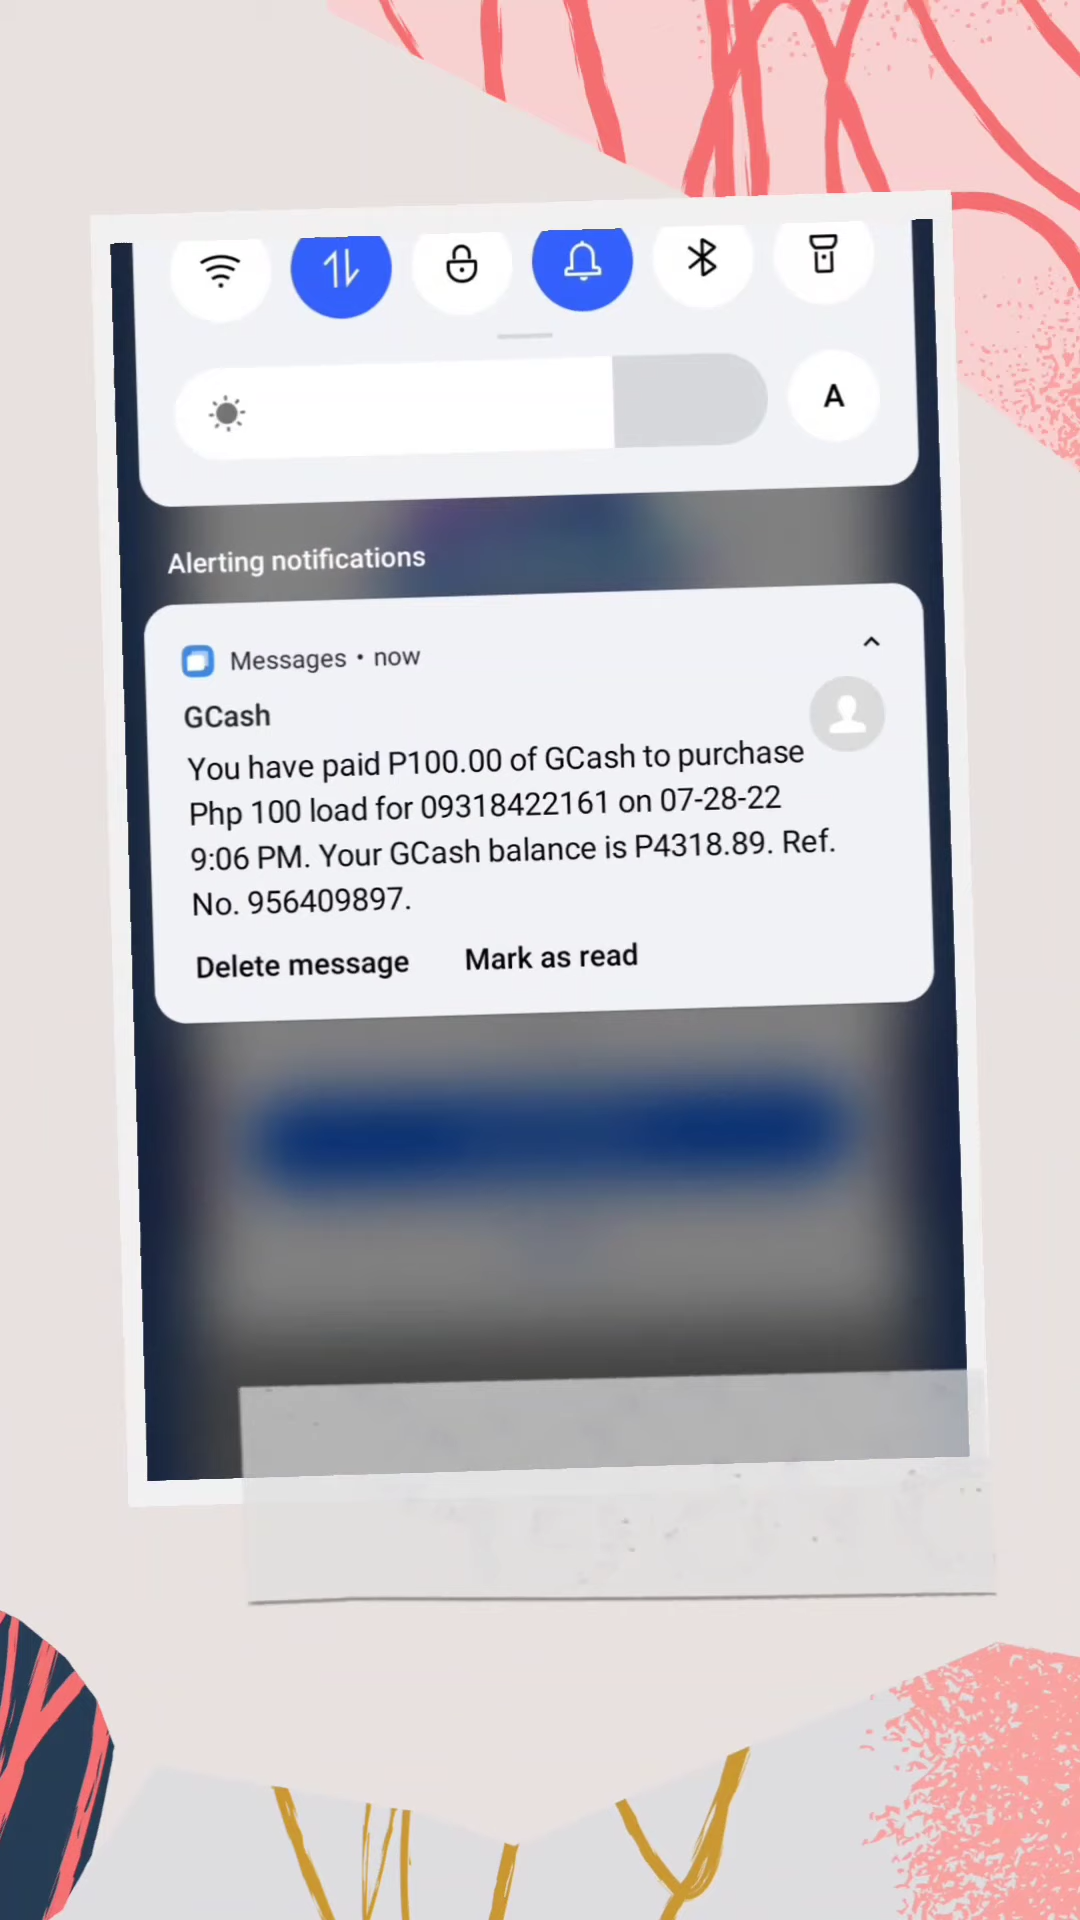 A
Alerting notifications
Messages • now
GCash
You have paid P100.00 of GCash to purchase
Php 100 load for 09318422161 on 07-28-22
9:06 PM. Your GCash balance is P4318.89. Ref.
No. 956409897.
Delete message Mark as read